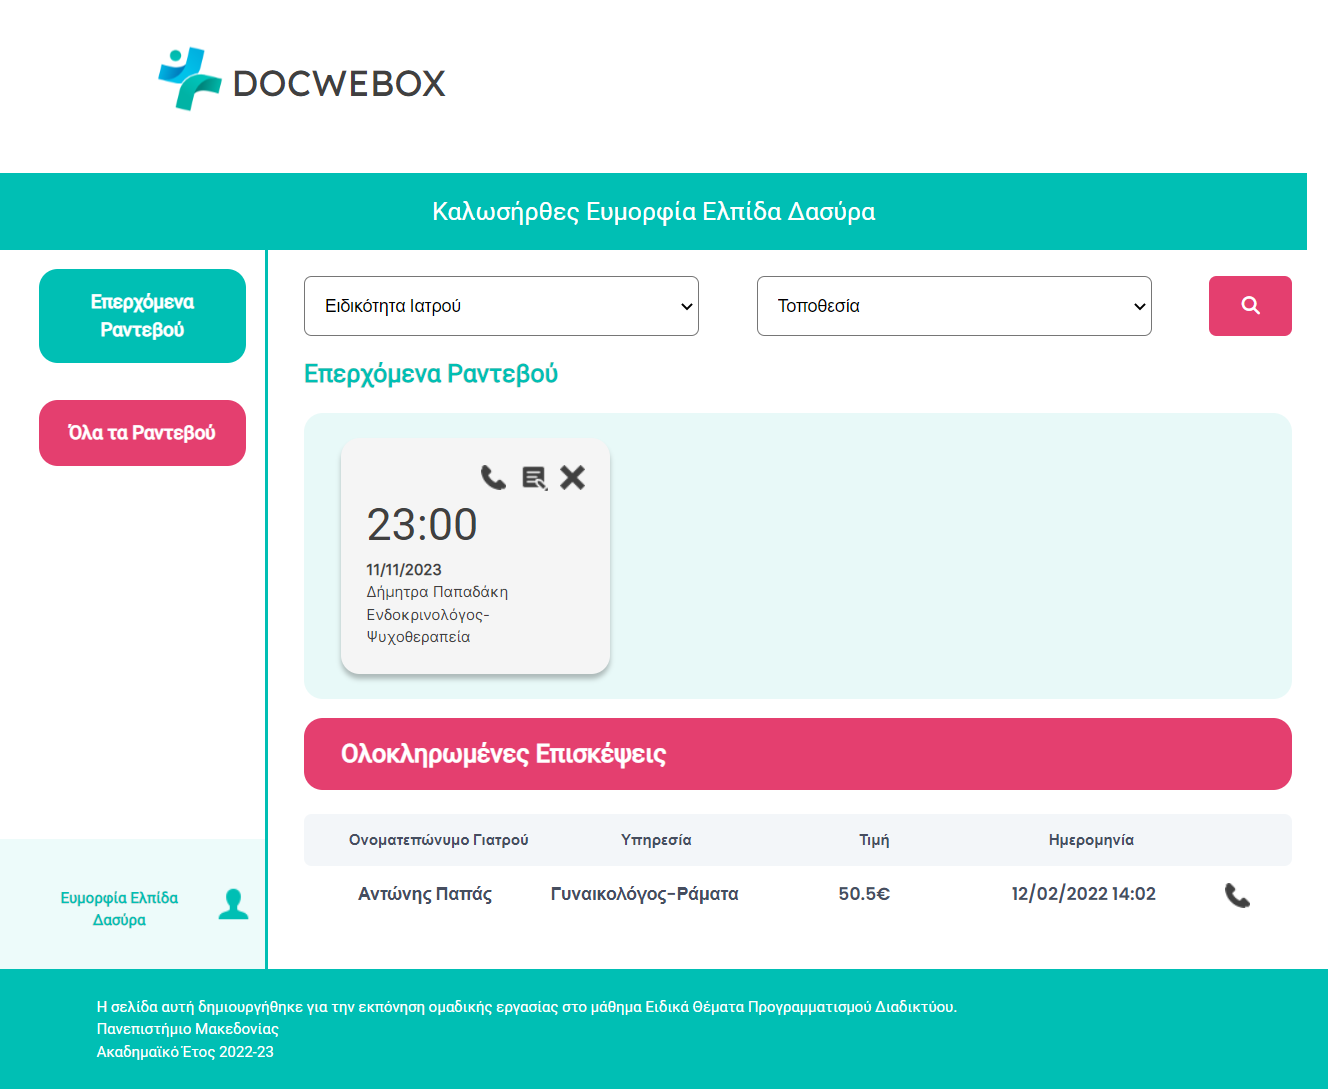 DOCWEBOX
Καλωσήρθες Ευμορφία Ελπίδα Δασύρα
Επερχόμενα
Ραντεβού
Όλα τα Ραντεβού
Ειδικότητα Ιατρού
Τοποθεσία
Επερχόμενα Ραντεβού
23:00
11/11/2023
Δήμητρα Παπαδάκη
Ενδοκρινολόγος-
Ψυχοθεραπεία
Ολοκληρωμένες Επισκέψεις
Ονοματεπώνυμο Γιατρού Υπηρεσία Τιμή Ημερομηνία
Αντώνης Παπάς Γυναικολόγος-Ράματα 50.5€ 12/02/2022 14:02
Ευμορφία Ελπίδα
Δασύρα
Η σελίδα αυτή δημιουργήθηκε για την εκπόνηση ομαδικής εργασίας στο μάθημα Ειδικά Θέματα Προγραμματισμού Διαδικτύου.
Πανεπιστήμιο Μακεδονίας
Ακαδημαϊκό Έτος 2022-23